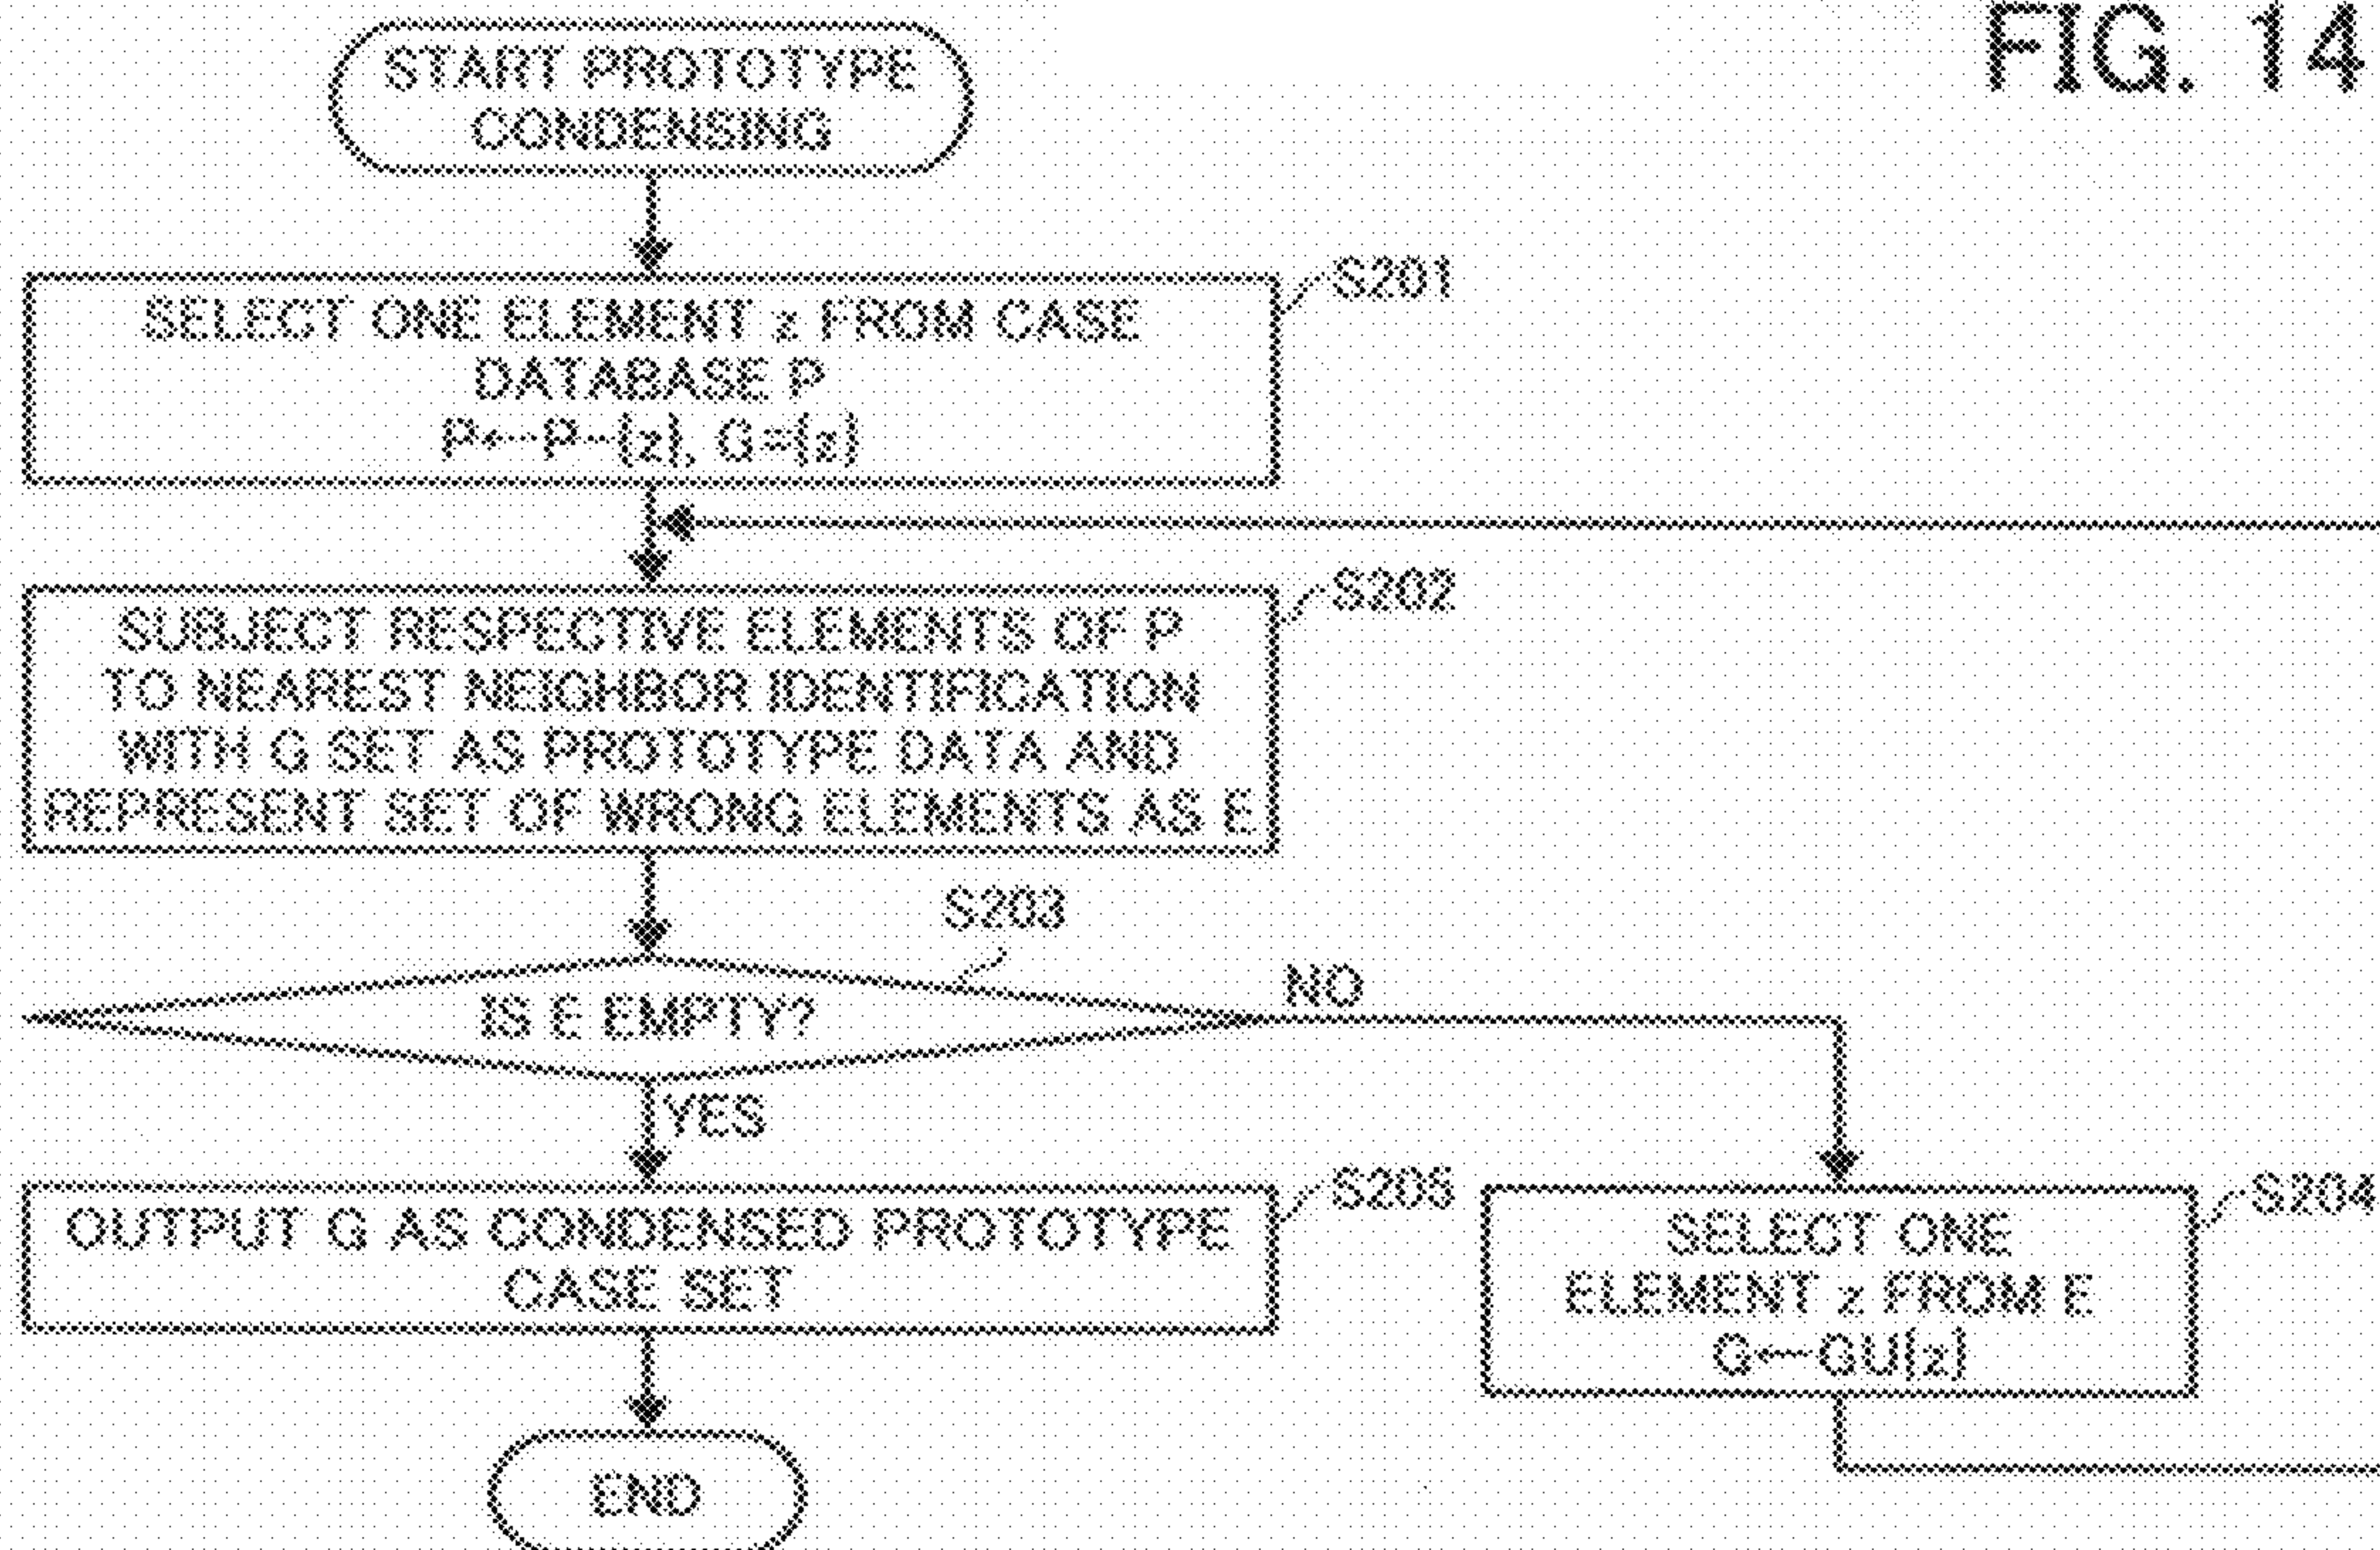 FIG. 14
START PROTOTYPE
CONDENSING
S201
SELECT ONE ELEMENT z FROM CASE
DATABASE P
P←P-{z}, G={z}
S202
SUBJECT RESPECTIVE ELEMENTS OF P
TO NEAREST NEIGHBOR IDENTIFICATION
WITH G SET AS PROTOTYPE DATA AND
REPRESENT SET OF WRONG ELEMENTS AS E
S203
IS E EMPTY?
NO
YES
S205
OUTPUT G AS CONDENSED PROTOTYPE
CASE SET
S204
SELECT ONE
ELEMENT z FROM E
G←GU{z}
END